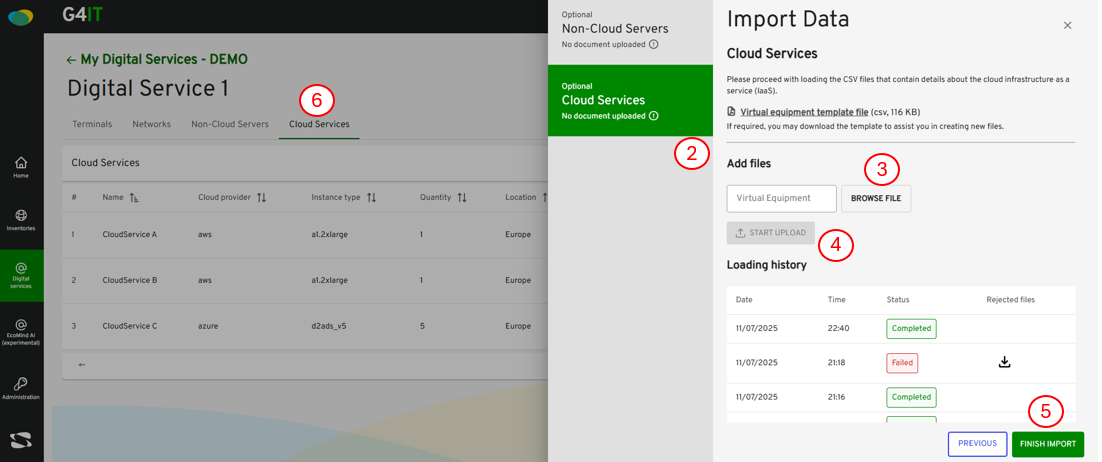 G4IT
← My Digital Services - DEMO
Digital Service 1
6
Terminals Networks Non-Cloud Servers Cloud Services
Cloud Services
# Name Cloud provider Instance type Quantity Location
1 CloudService A aws a1.2xlarge 1 Europe
2 CloudService B aws a1.2xlarge 1 Europe
3 CloudService C azure d2ads_v5 5 Europe
←
Home
Inventories
Digital
services
EcoMind AI
(experimental)
Administration
Optional
Non-Cloud Servers
No document uploaded
Optional
Cloud Services
No document uploaded
2
Import Data
Cloud Services
Please proceed with loading the CSV files that contain details about the cloud infrastructure as a
service (IaaS).
Virtual equipment template file (csv, 116 KB)
If required, you may download the template to assist you in creating new files.
Add files
3
Virtual Equipment BROWSE FILE
START UPLOAD
4
Loading history
Date Time Status Rejected files
11/07/2025 22:40 Completed
11/07/2025 21:18 Failed
11/07/2025 21:16 Completed
5
PREVIOUS FINISH IMPORT